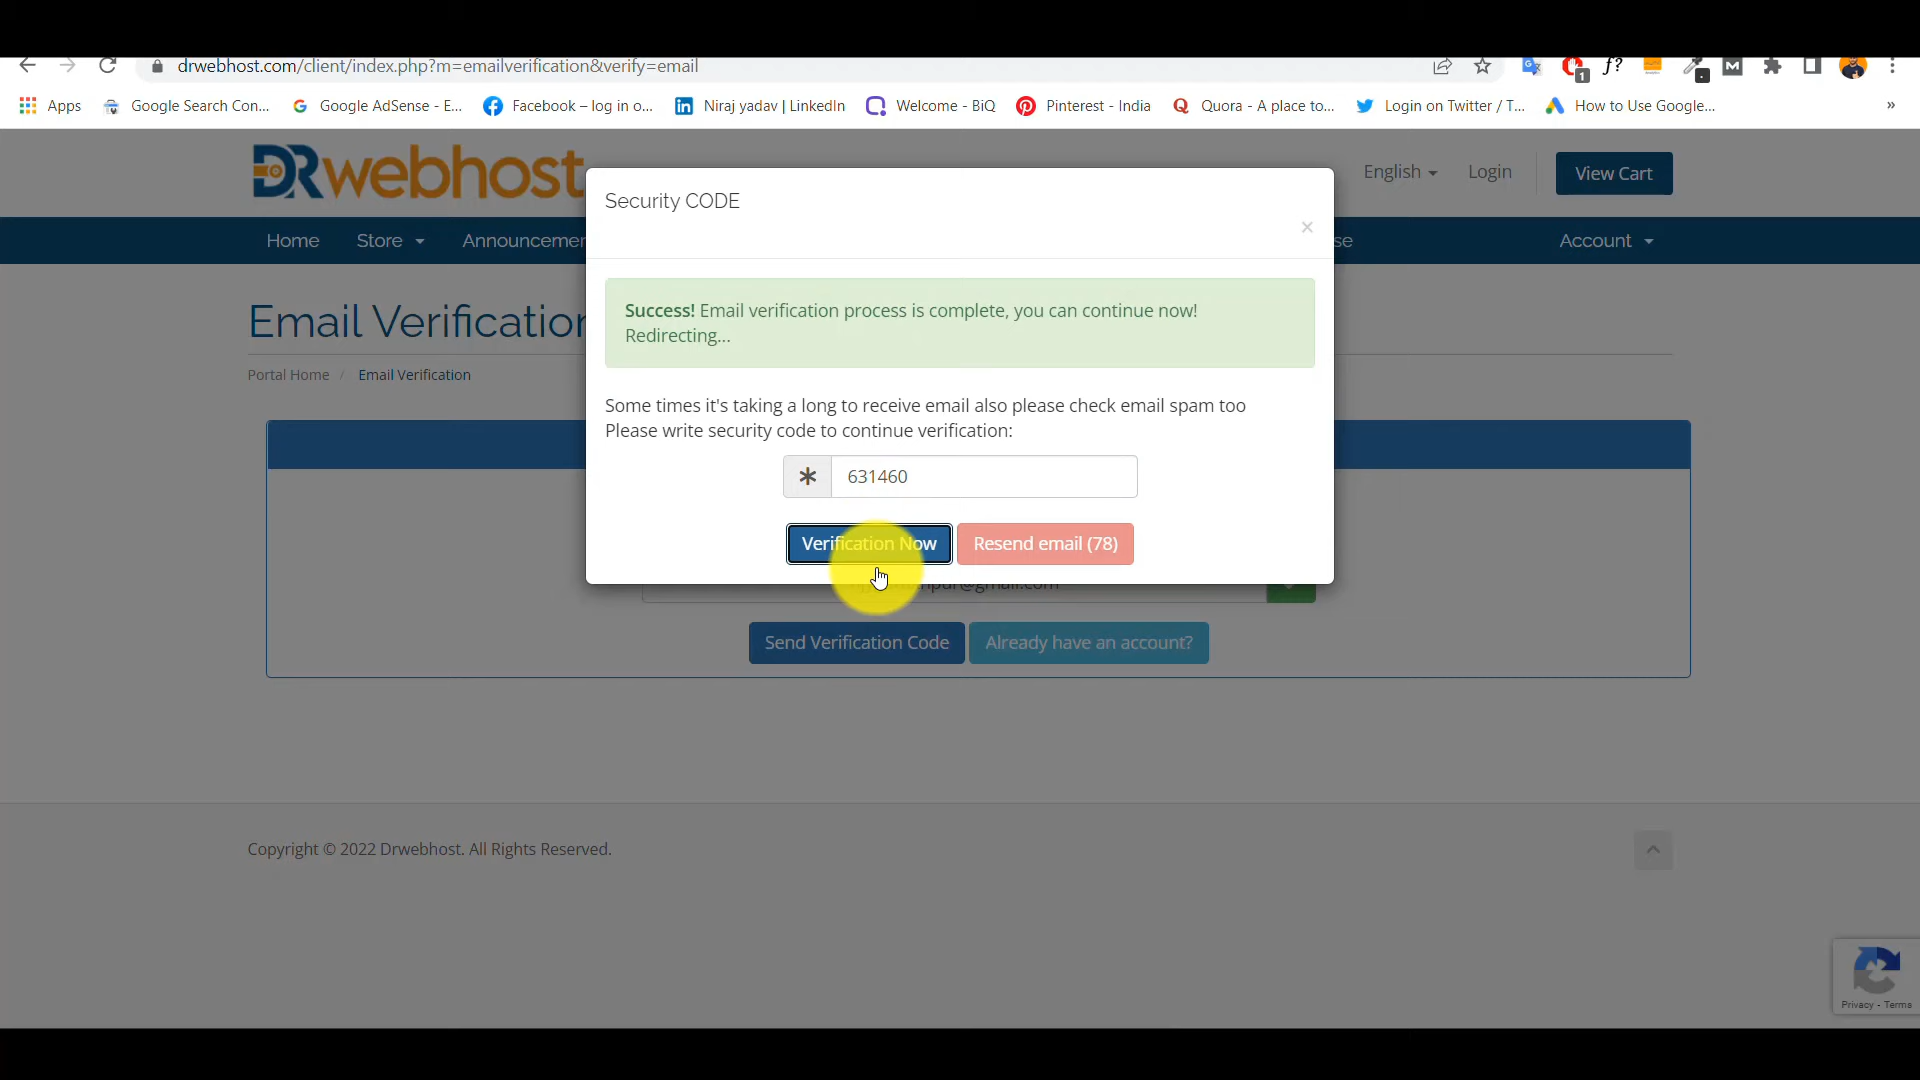 drwebhost.com/client/index.php?m=emailverification&verify=email
1
f?
M
Apps
Google Search Con...
Google AdSense - E...
Facebook – log in o...
Niraj yadav | LinkedIn
Welcome - BiQ
Pinterest - India
Quora - A place to...
Login on Twitter / T...
How to Use Google...
»
DRwebhost
English
Login
View Cart
Home
Store
Announcemen
se
Account
Security CODE
×
Email Verification
Success! Email verification process is complete, you can continue now!
Redirecting...
Portal Home / Email Verification
Some times it's taking a long to receive email also please check email spam too
Please write security code to continue verification:
631460
Verification Now
Resend email (78)
@gmail.com
Send Verification Code
Already have an account?
Copyright © 2022 Drwebhost. All Rights Reserved.
Privacy - Terms